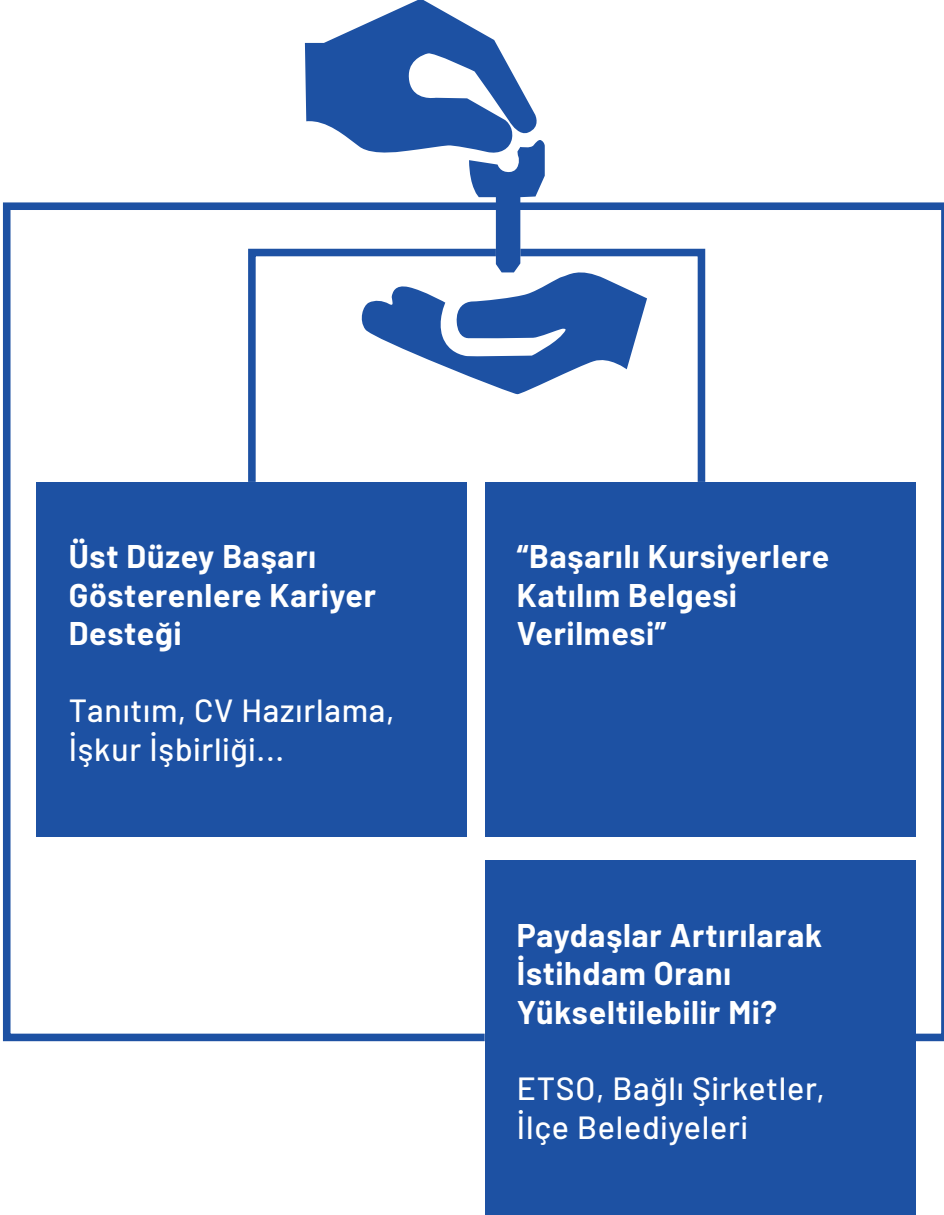 Üst Düzey Başarı
Gösterenlere Kariyer
Desteği
Tanıtım, CV Hazırlama,
İşkur İşbirliği...
“Başarılı Kursiyerlere
Katılım Belgesi
Verilmesi”
Paydaşlar Artırılarak
İstihdam Oranı
Yükseltilebilir Mi?
ETSO, Bağlı Şirketler,
İlçe Belediyeleri